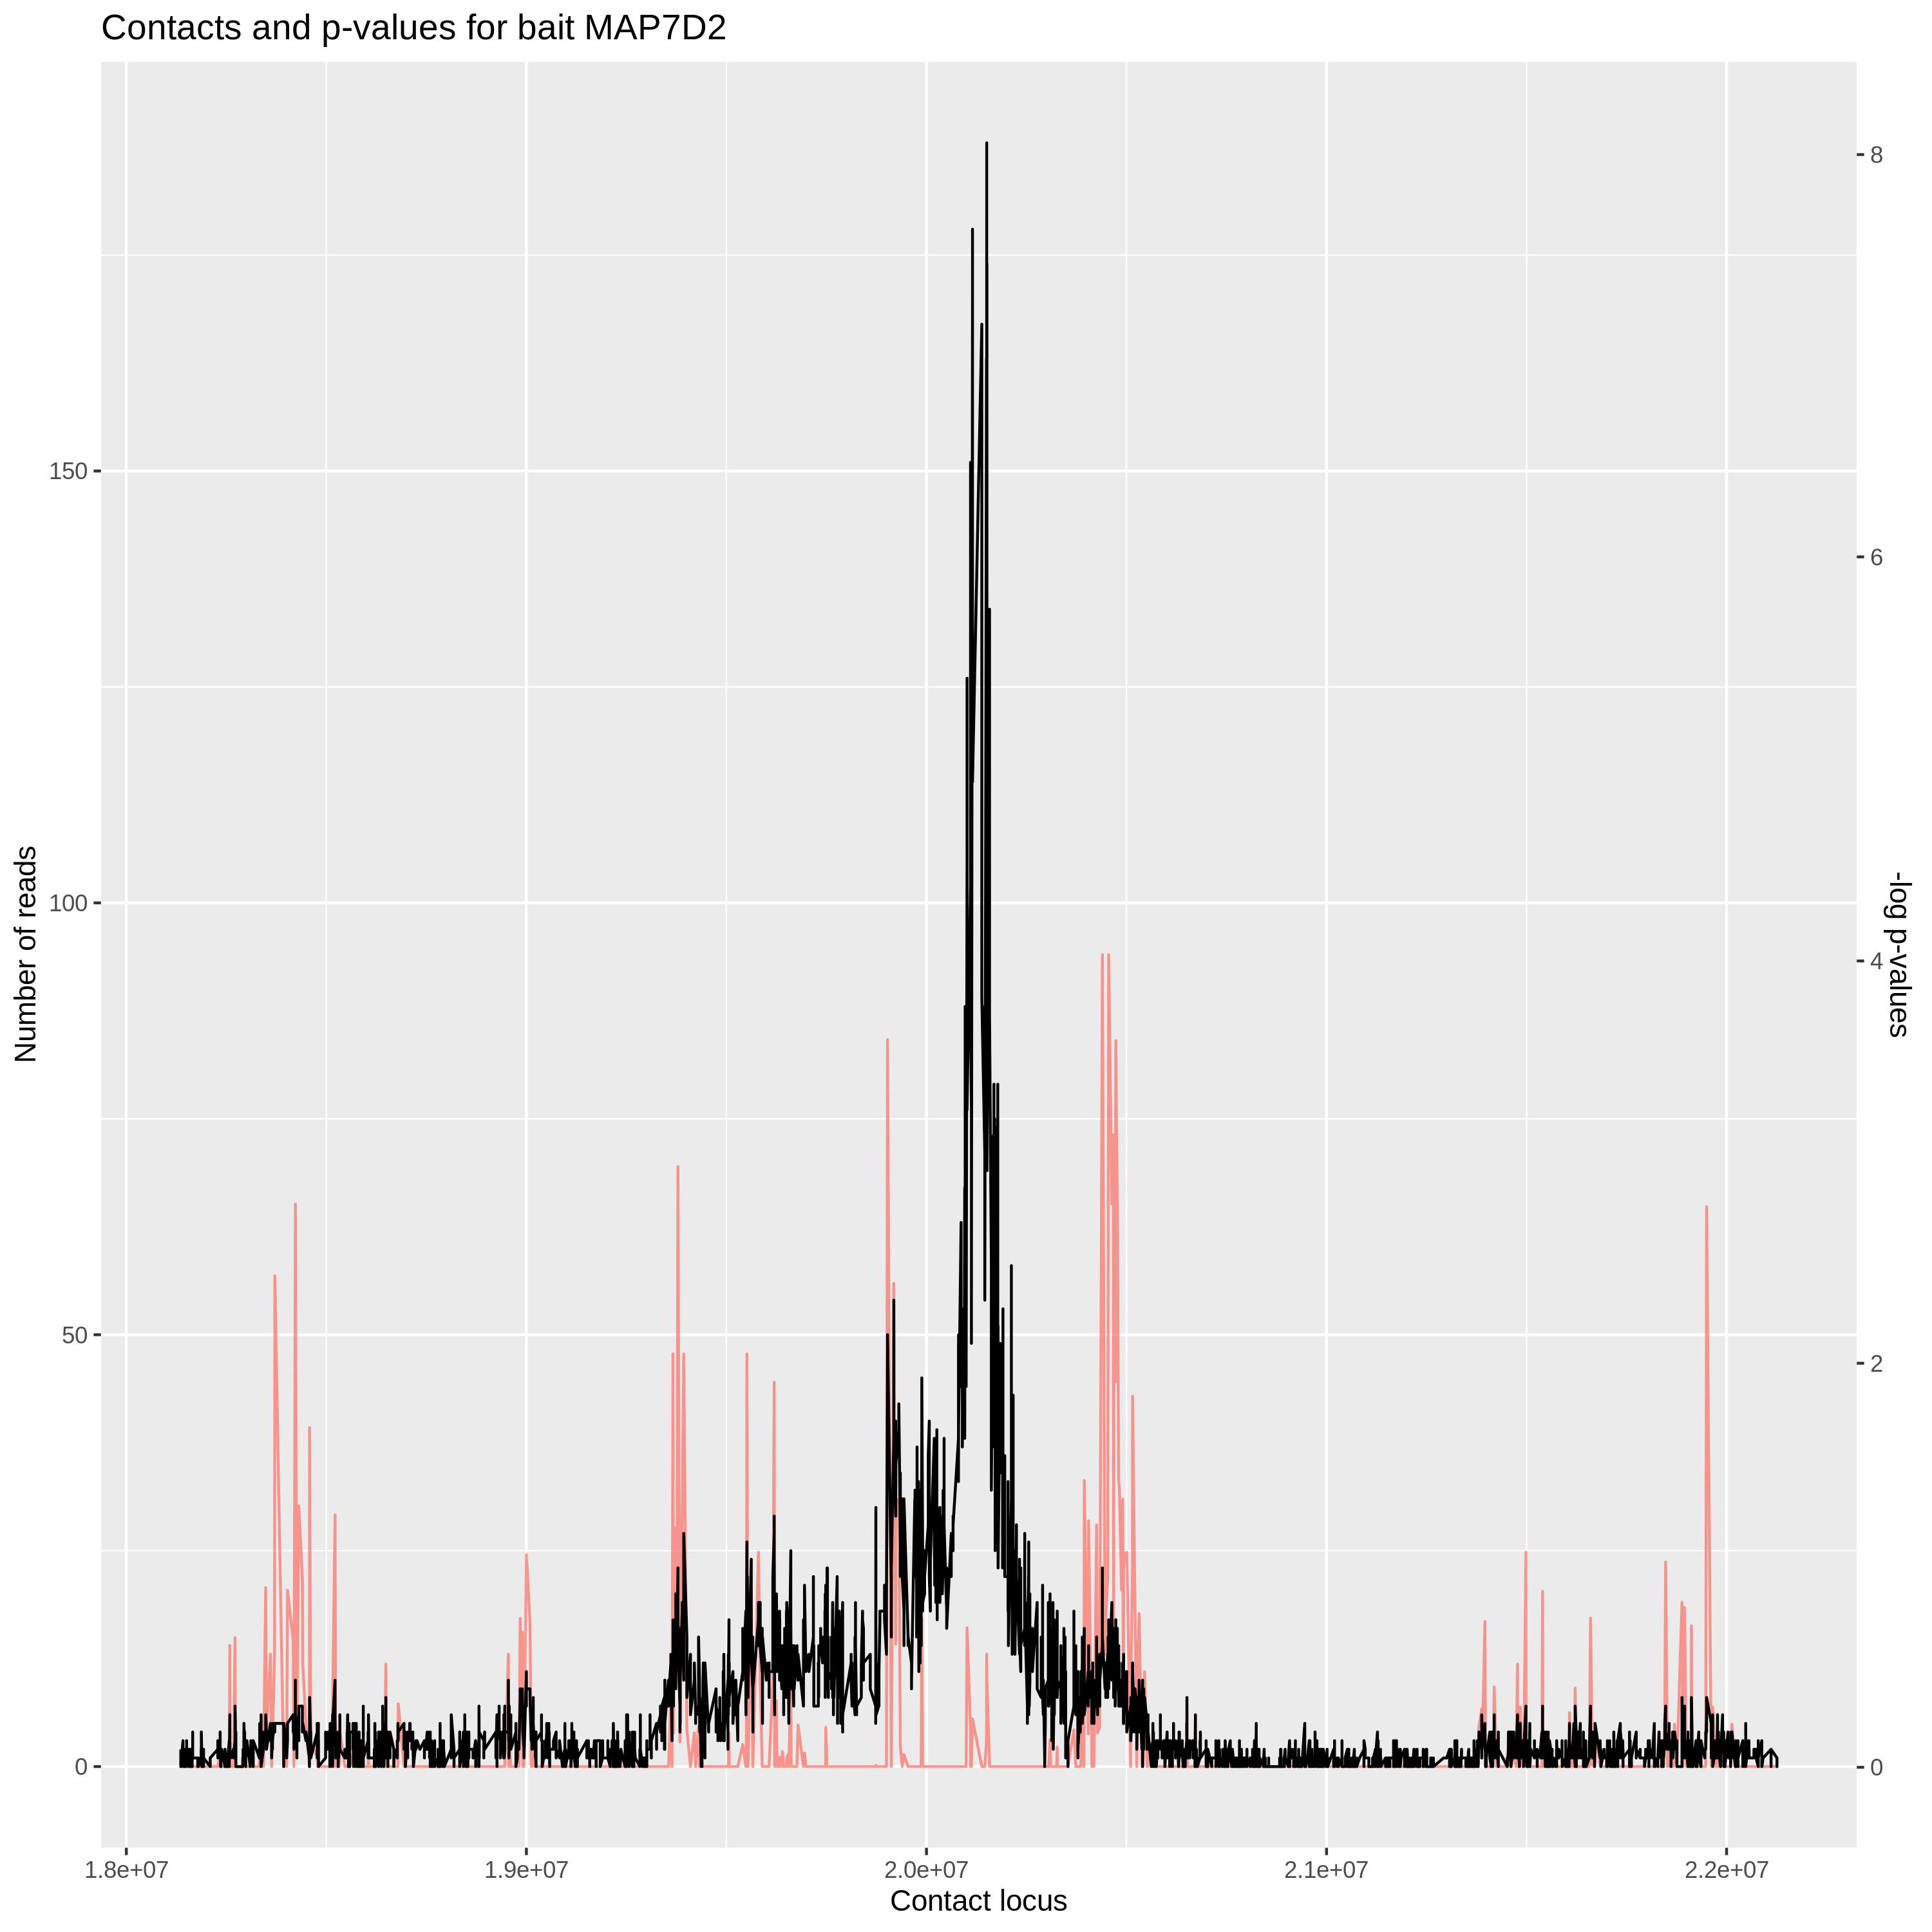 Contacts and p-values for bait MAP7D2
150
100
50
0
Number of reads
8
6
4
2
0
-log p-values
1.8e+07
1.9e+07
2.0e+07
2.1e+07
2.2e+07
Contact locus